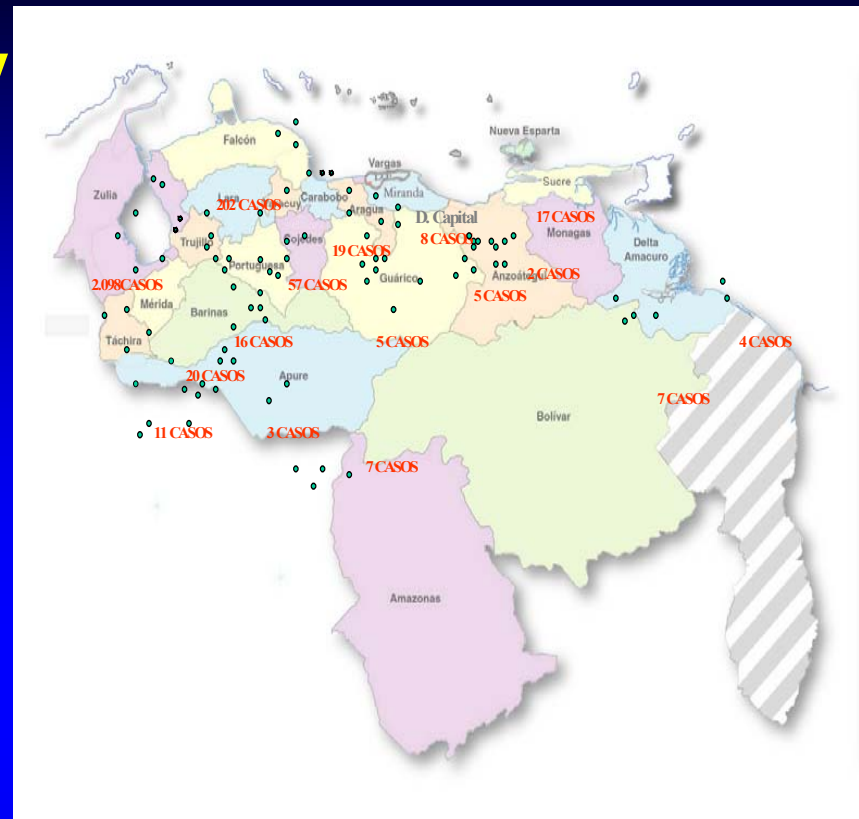 Nueva Esparta
Falcón
Vargas
Miranda
Sucre
Zulia
Lara
202 CASOS
Carabobo
Aragua
D. Capital
17 CASOS
Monagas
Trujillo
Cojedes
19 CASOS
8 CASOS
Delta
Amacuro
Portuguesa
2.098CASOS
57 CASOS
Guárico
Anzoátegui
2 CASOS
5 CASOS
Mérida
Barinas
Táchira
16 CASOS
5 CASOS
4 CASOS
20 CASOS
Apure
7 CASOS
Bolívar
11 CASOS
3 CASOS
7 CASOS
Amazonas